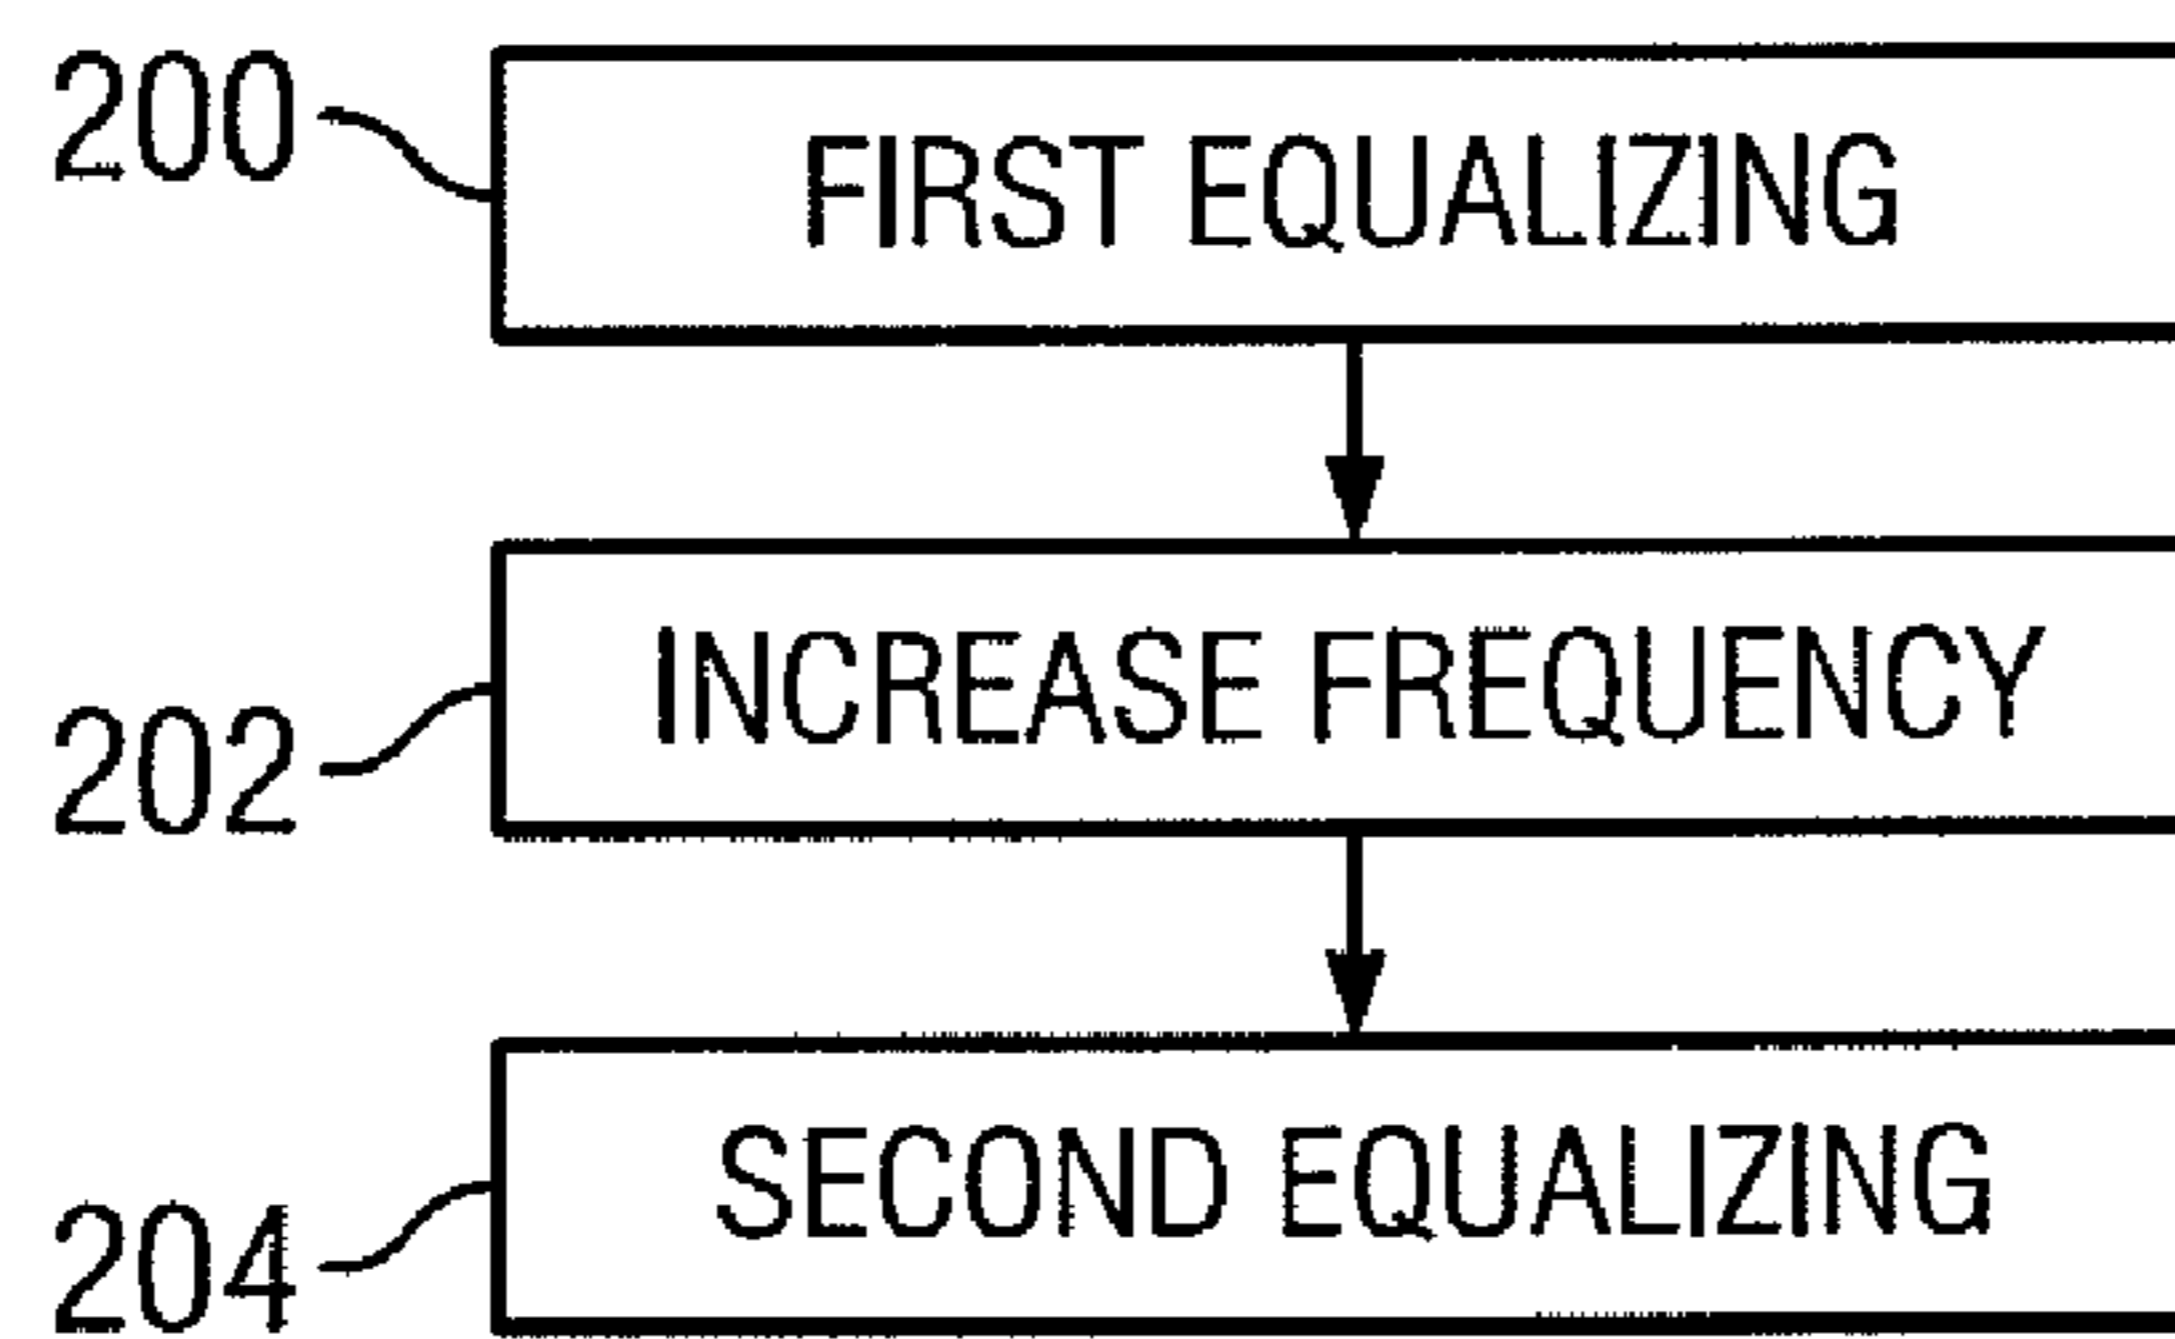 200
FIRST EQUALIZING
INCREASE FREQUENCY
202
SECOND EQUALIZING
204